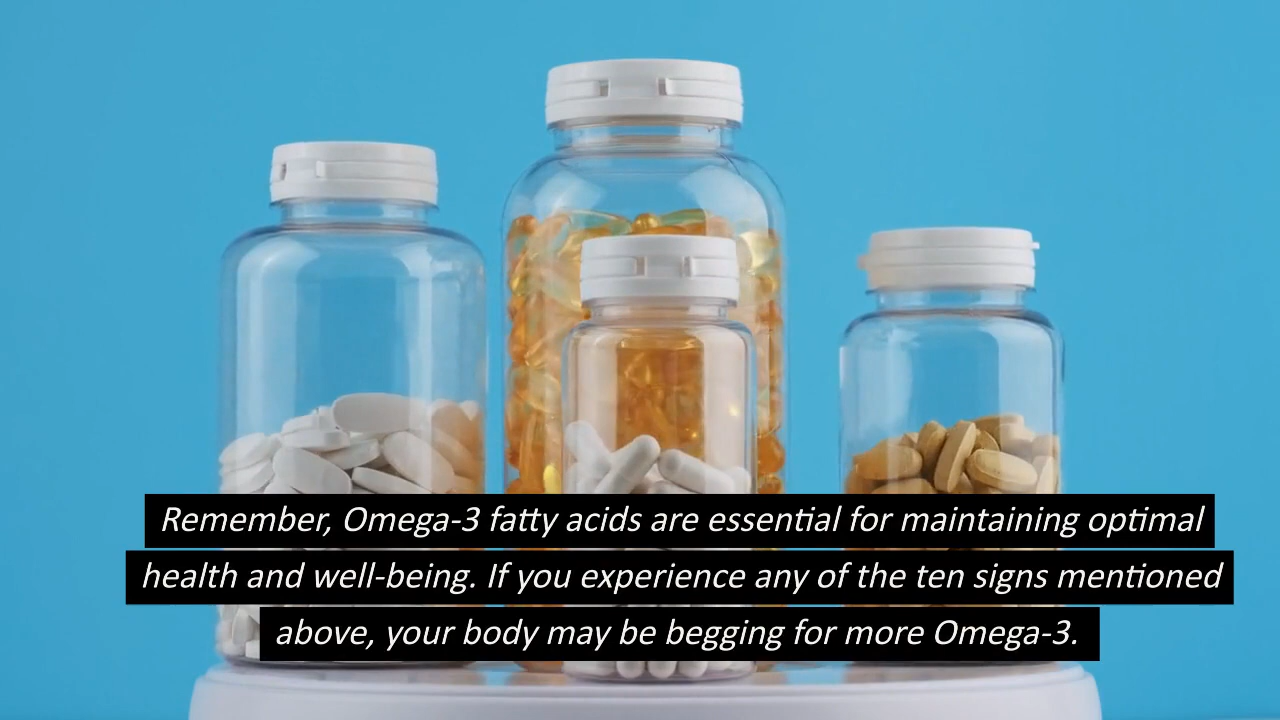 Remember, Omega-3 fatty acids are essential for maintaining optimal
health and well-being. If you experience any of the ten signs mentioned
above, your body may be begging for more Omega-3.